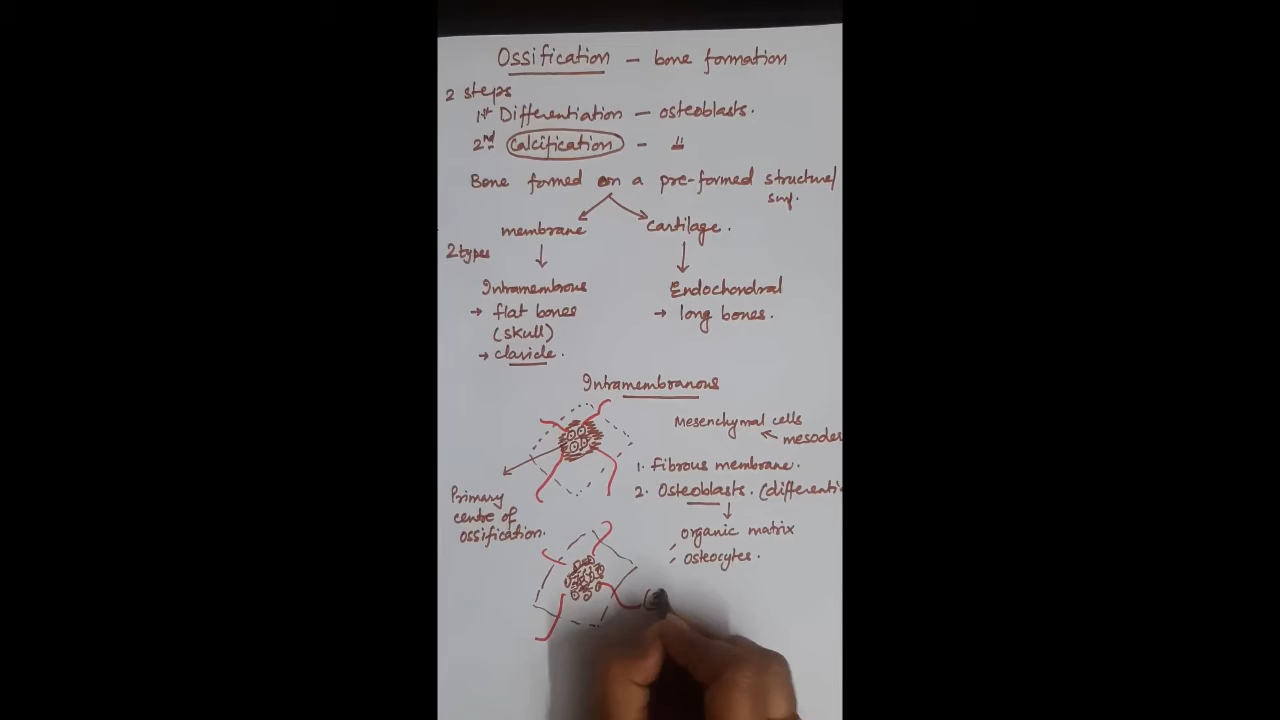 Ossification — bone formation
2 steps
1st Differentiation — osteoblasts.
2nd Calcification - "
Bone formed on a pre-formed structure/
surf.
membrane cartilage.
2 types
Intramembrous Endochondral
→ flat bones → long bones.
(skull)
→ clavicle.
Intramembranous
Mesenchymal cells
mesoder
1. Fibrous membrane.
2. Osteoblasts. (differenti
Primary
centre of
ossification.
organic matrix
osteocytes.